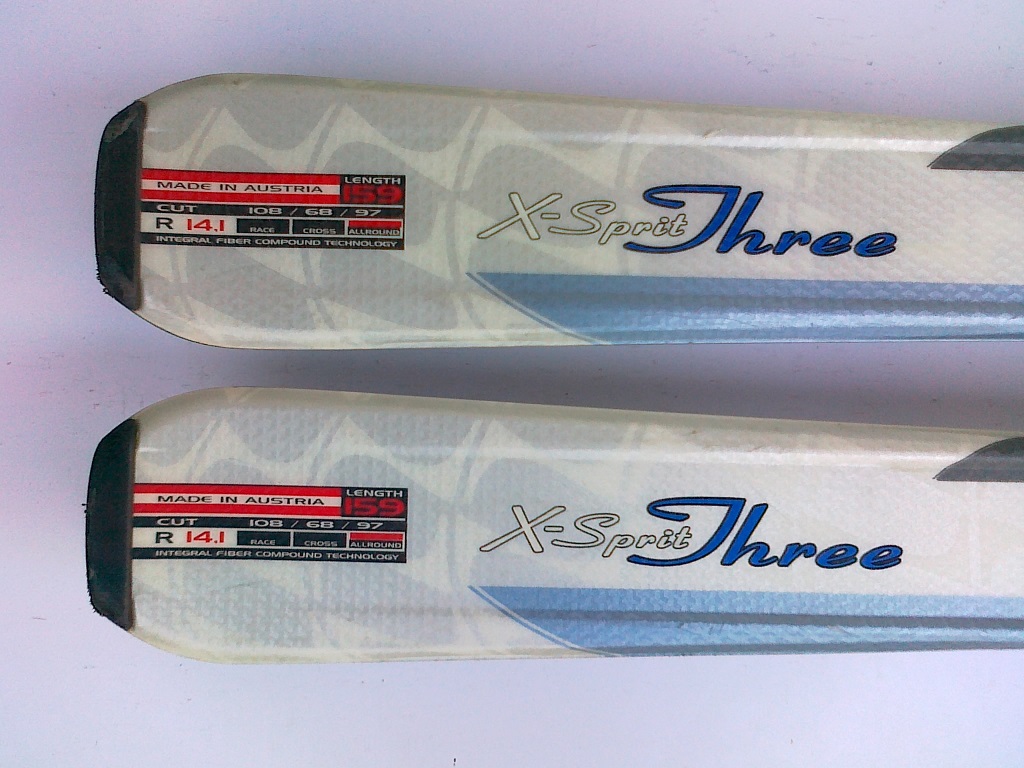 MADE IN AUSTRIA
LENGTH
159
CUT 108 / 68 / 97
R 14.1 RACE CROSS ALLROUND
INTEGRAL FIBER COMPOUND TECHNOLOGY
X-Sprit Three
MADE IN AUSTRIA
LENGTH
159
CUT 108 / 68 / 97
R 14.1 RACE CROSS ALLROUND
INTEGRAL FIBER COMPOUND TECHNOLOGY
X-Sprit Three